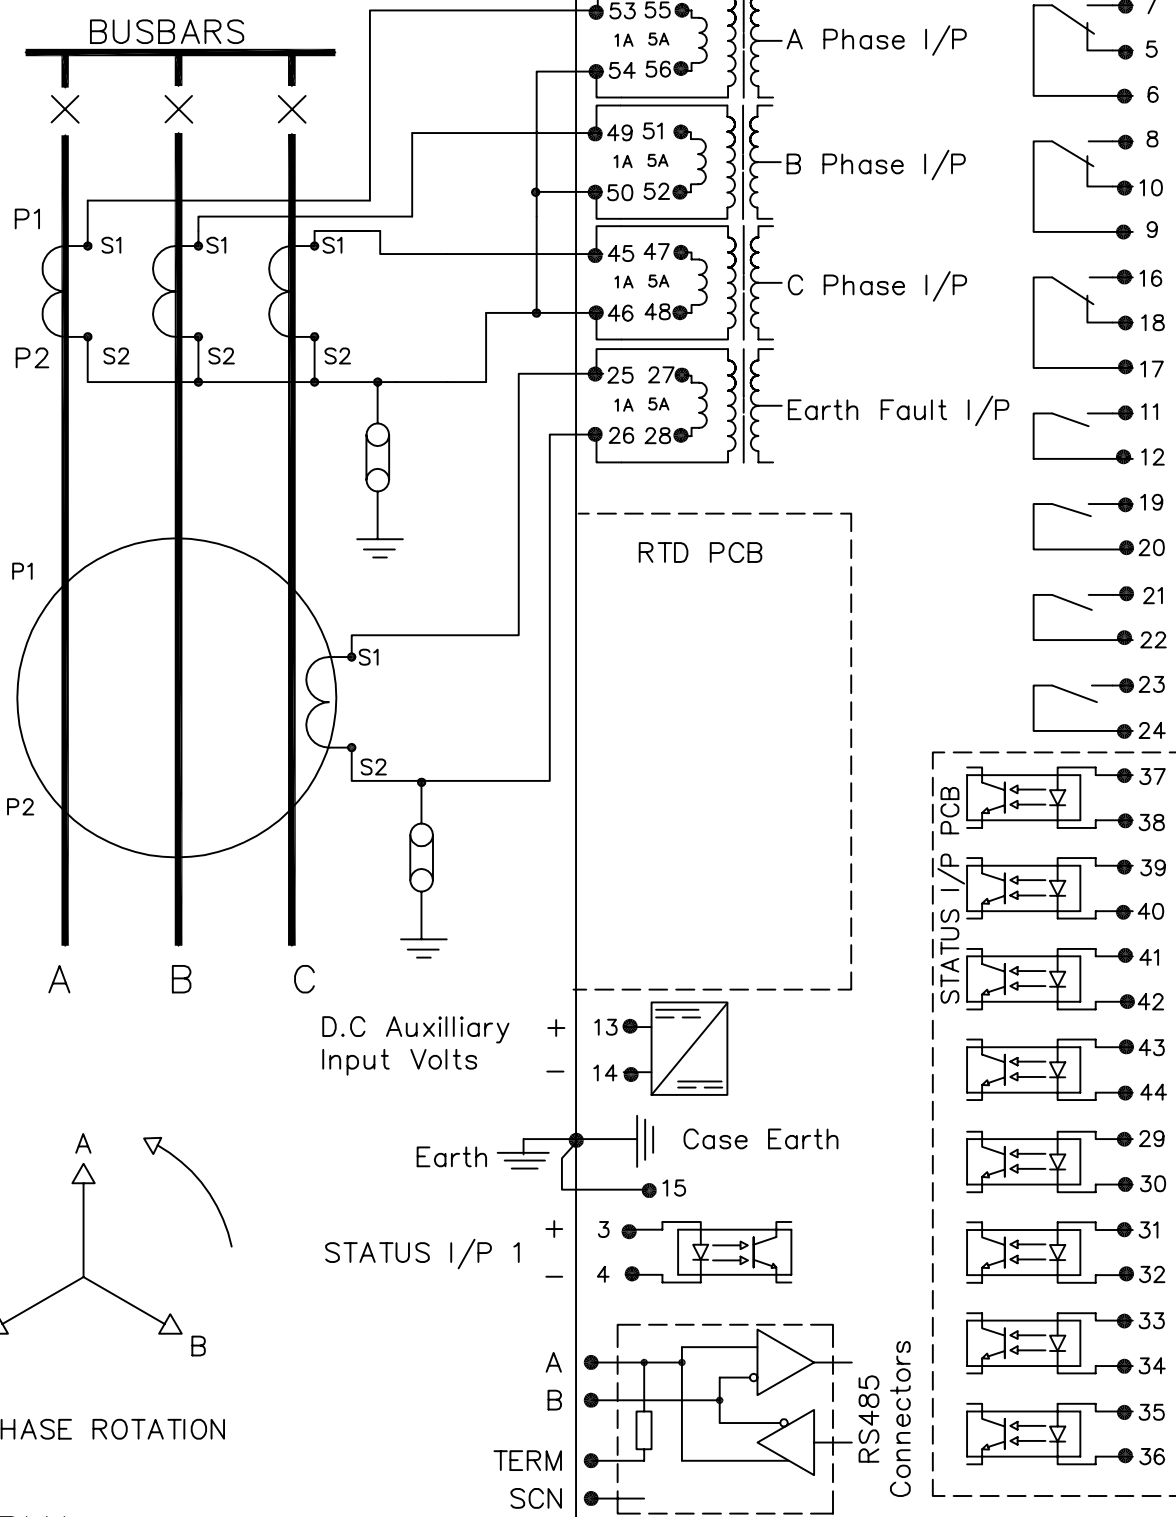 BUSBARS
53 55
1A 5A
54 56
A Phase I/P
49 51
1A 5A
50 52
B Phase I/P
45 47
1A 5A
46 48
C Phase I/P
25 27
1A 5A
26 28
Earth Fault I/P
P1
S1
S1
S1
P2
S2
S2
S2
P1
S1
S2
P2
A
B
C
RTD PCB
D.C Auxilliary
Input Volts
+
13
−
14
Earth
Case Earth
15
STATUS I/P 1
+
3
−
4
A
B
TERM
SCN
RS485
Connectors
A
B
HASE ROTATION
7
5
6
8
10
9
16
18
17
11
12
19
20
21
22
23
24
STATUS I/P PCB
37
38
39
40
41
42
43
44
29
30
31
32
33
34
35
36